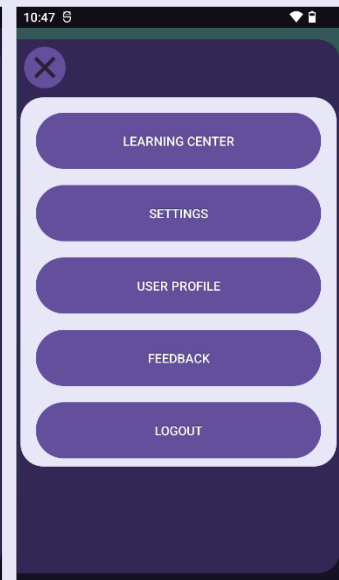 10:47
LEARNING CENTER
SETTINGS
USER PROFILE
FEEDBACK
LOGOUT